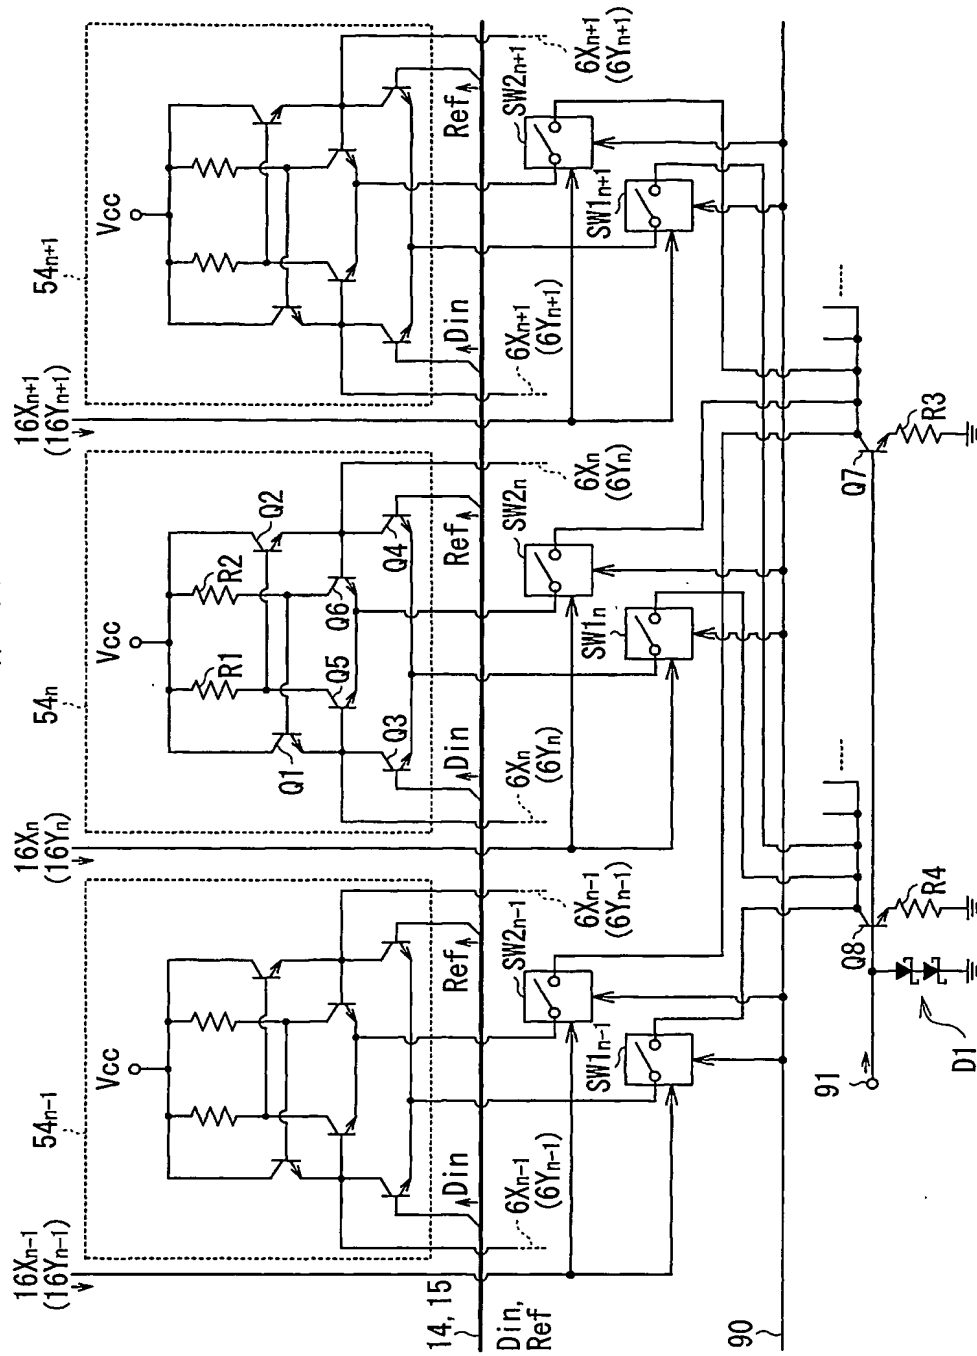 16Xn-1
(16Yn-1)
54n-1
Vcc
16Xn
(16Yn)
54n
Vcc
R1
R2
Q1
Q2
Q5
Q6
Q3
Q4
16Xn+1
(16Yn+1)
54n+1
Vcc
14, 15
Din,
Ref
Din
Ref
Din
Ref
Din
Ref
6Xn-1
(6Yn-1)
6Xn-1
(6Yn-1)
6Xn
(6Yn)
6Xn
(6Yn)
6Xn+1
(6Yn+1)
6Xn+1
(6Yn+1)
SW2n-1
SW1n-1
SW2n
SW1n
SW2n+1
SW1n+1
90
91
D1
Q8
R4
Q7
R3